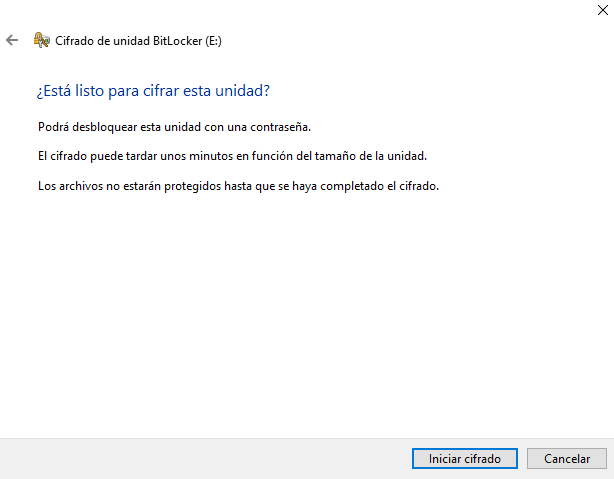 Cifrado de unidad BitLocker (E:)
¿Está listo para cifrar esta unidad?
Podrá desbloquear esta unidad con una contraseña.
El cifrado puede tardar unos minutos en función del tamaño de la unidad.
Los archivos no estarán protegidos hasta que se haya completado el cifrado.
Iniciar cifrado
Cancelar